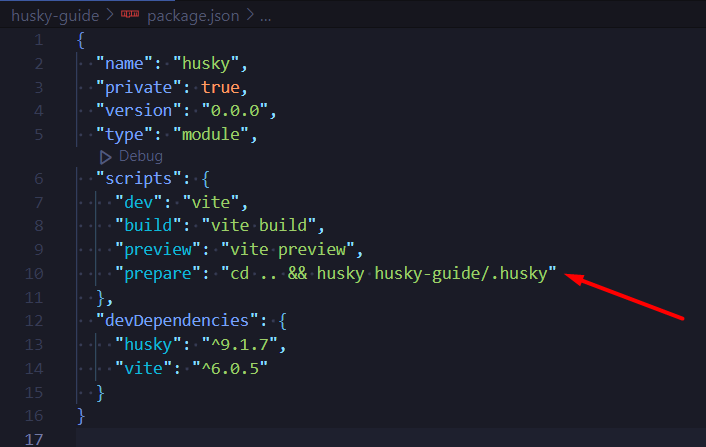 husky-guide > package.json > ...
1 {
2 "name": "husky",
3 "private": true,
4 "version": "0.0.0",
5 "type": "module",
Debug
6 "scripts": {
7 "dev": "vite",
8 "build": "vite build",
9 "preview": "vite preview",
10 "prepare": "cd .. && husky husky-guide/.husky"
11 },
12 "devDependencies": {
13 "husky": "^9.1.7",
14 "vite": "^6.0.5"
15 }
16 }
17